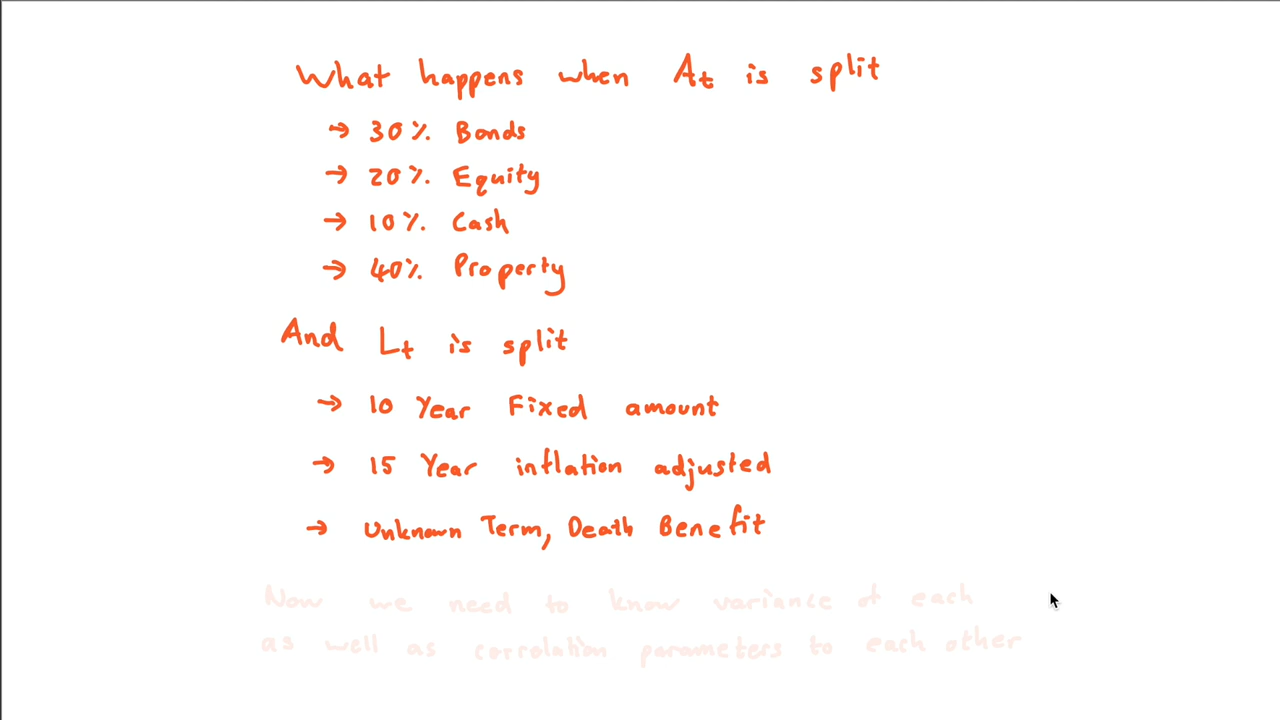 What happens when At is split
→ 30% Bonds
→ 20% Equity
→ 10% Cash
→ 40% Property
And Lt is split
→ 10 Year Fixed amount
→ 15 Year inflation adjusted
→ Unknown Term, Death Benefit
Now we need to know variance of each
as well as corrolation parameters to each other